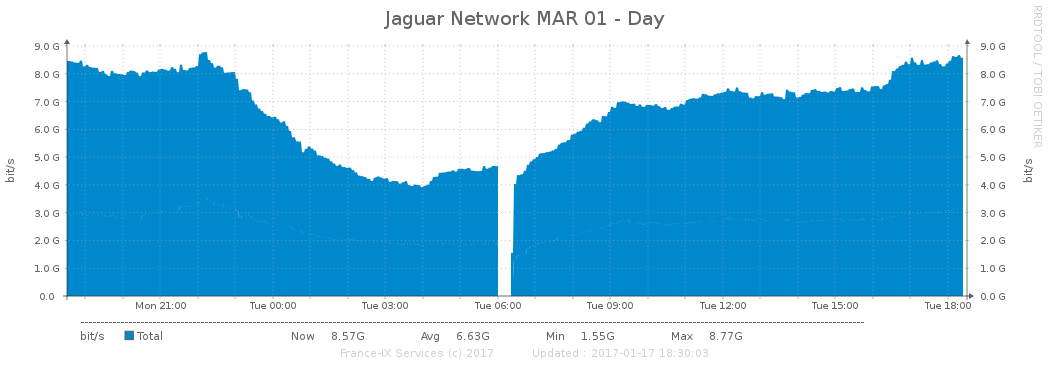 Jaguar Network MAR 01 - Day
RRDTOOL / TOBI OETIKER
bit/s
9.0 G
8.0 G
7.0 G
6.0 G
5.0 G
4.0 G
3.0 G
2.0 G
1.0 G
0.0
9.0 G
8.0 G
7.0 G
6.0 G
5.0 G
4.0 G
3.0 G
2.0 G
1.0 G
0.0 G
bit/s
Mon 21:00 Tue 00:00 Tue 03:00 Tue 06:00 Tue 09:00 Tue 12:00 Tue 15:00 Tue 18:00
bit/s Total Now 8.57G Avg 6.63G Min 1.55G Max 8.77G
France-IX Services (c) 2017 Updated : 2017-01-17 18:30:03